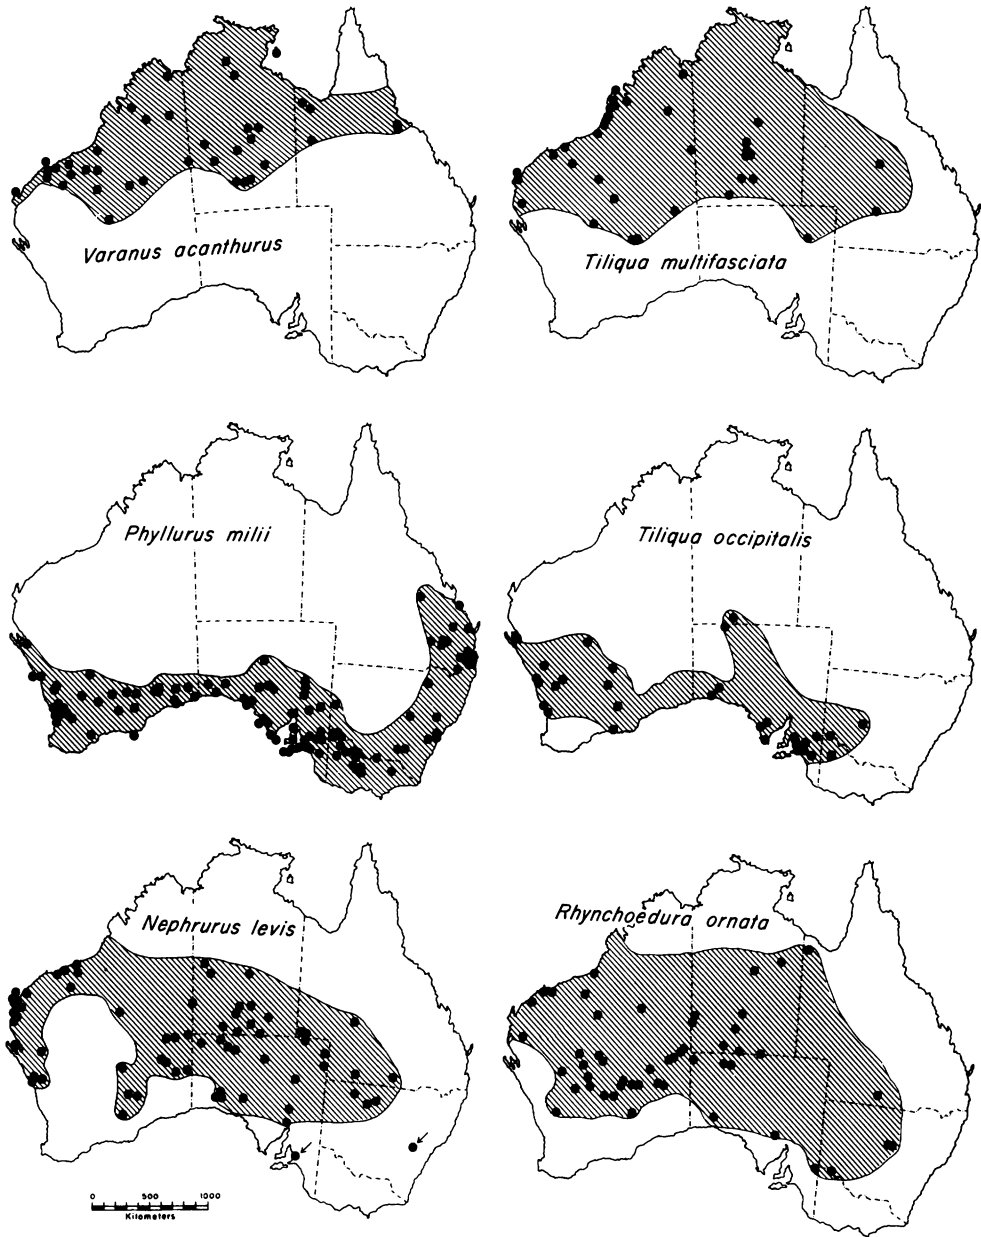 Varanus acanthurus
Tiliqua multifasciata
Phyllurus milii
Tiliqua occipitalis
Nephrurus levis
Rhynchoedura ornata
0 500 1000
Kilometers